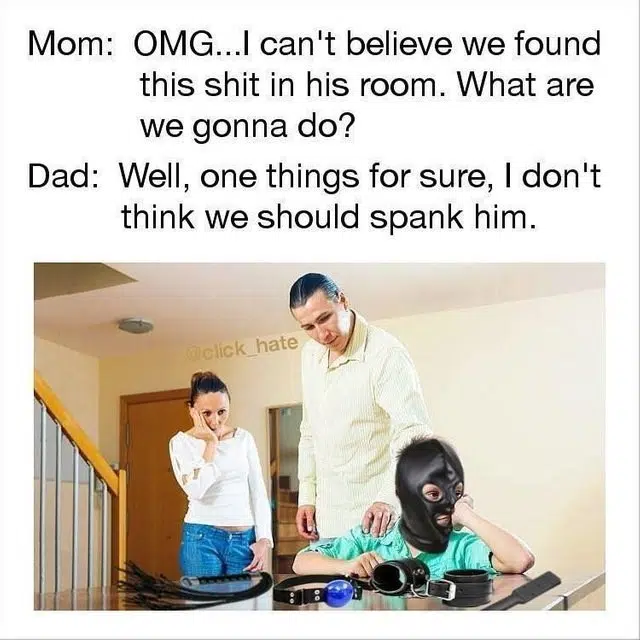 Mom: OMG...I can't believe we found
this shit in his room. What are
we gonna do?
Dad: Well, one things for sure, I don't
think we should spank him.
@click_hate